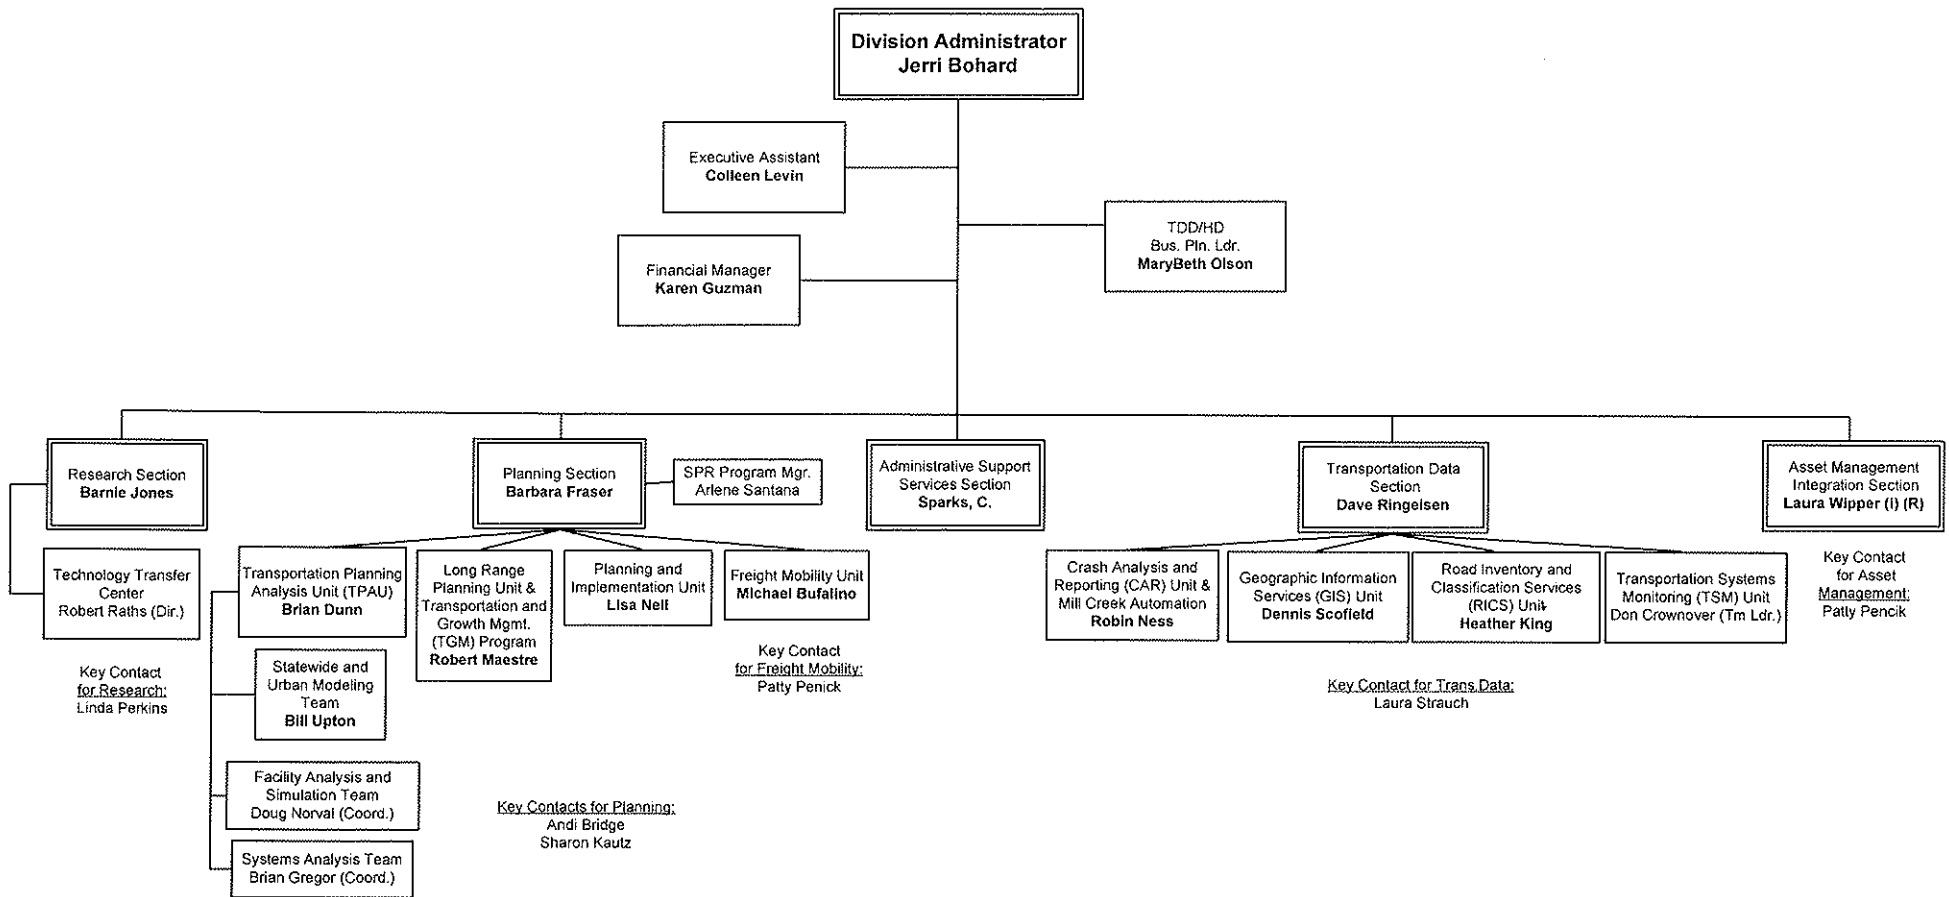 Division Administrator
Jerri Bohard
Executive Assistant
Colleen Levin
TDD/HD
Bus. Pln. Ldr.
MaryBeth Olson
Financial Manager
Karen Guzman
Research Section
Barnie Jones
Planning Section
Barbara Fraser
SPR Program Mgr.
Arlene Santana
Administrative Support
Services Section
Sparks, C.
Transportation Data
Section
Dave Ringeisen
Asset Management
Integration Section
Laura Wipper (i) (R)
Technology Transfer
Center
Robert Raths (Dir.)
Transportation Planning
Analysis Unit (TPAU)
Brian Dunn
Long Range
Planning Unit &
Transportation and
Growth Mgmt.
(TGM) Program
Robert Maestre
Planning and
Implementation Unit
Lisa Nell
Freight Mobility Unit
Michael Bufalino
Crash Analysis and
Reporting (CAR) Unit &
Mill Creek Automation
Robin Ness
Geographic Information
Services (GIS) Unit
Dennis Scofield
Road Inventory and
Classification Services
(RICS) Unit
Heather King
Transportation Systems
Monitoring (TSM) Unit
Don Crownover (Tm Ldr.)
Key Contact
for Asset
Management:
Patty Pencik
Key Contact
for Research:
Linda Perkins
Statewide and
Urban Modeling
Team
Bill Upton
Key Contact
for Freight Mobility:
Patty Penick
Key Contact for Trans.Data:
Laura Strauch
Facility Analysis and
Simulation Team
Doug Norval (Coord.)
Key Contacts for Planning:
Andi Bridge
Sharon Kautz
Systems Analysis Team
Brian Gregor (Coord.)